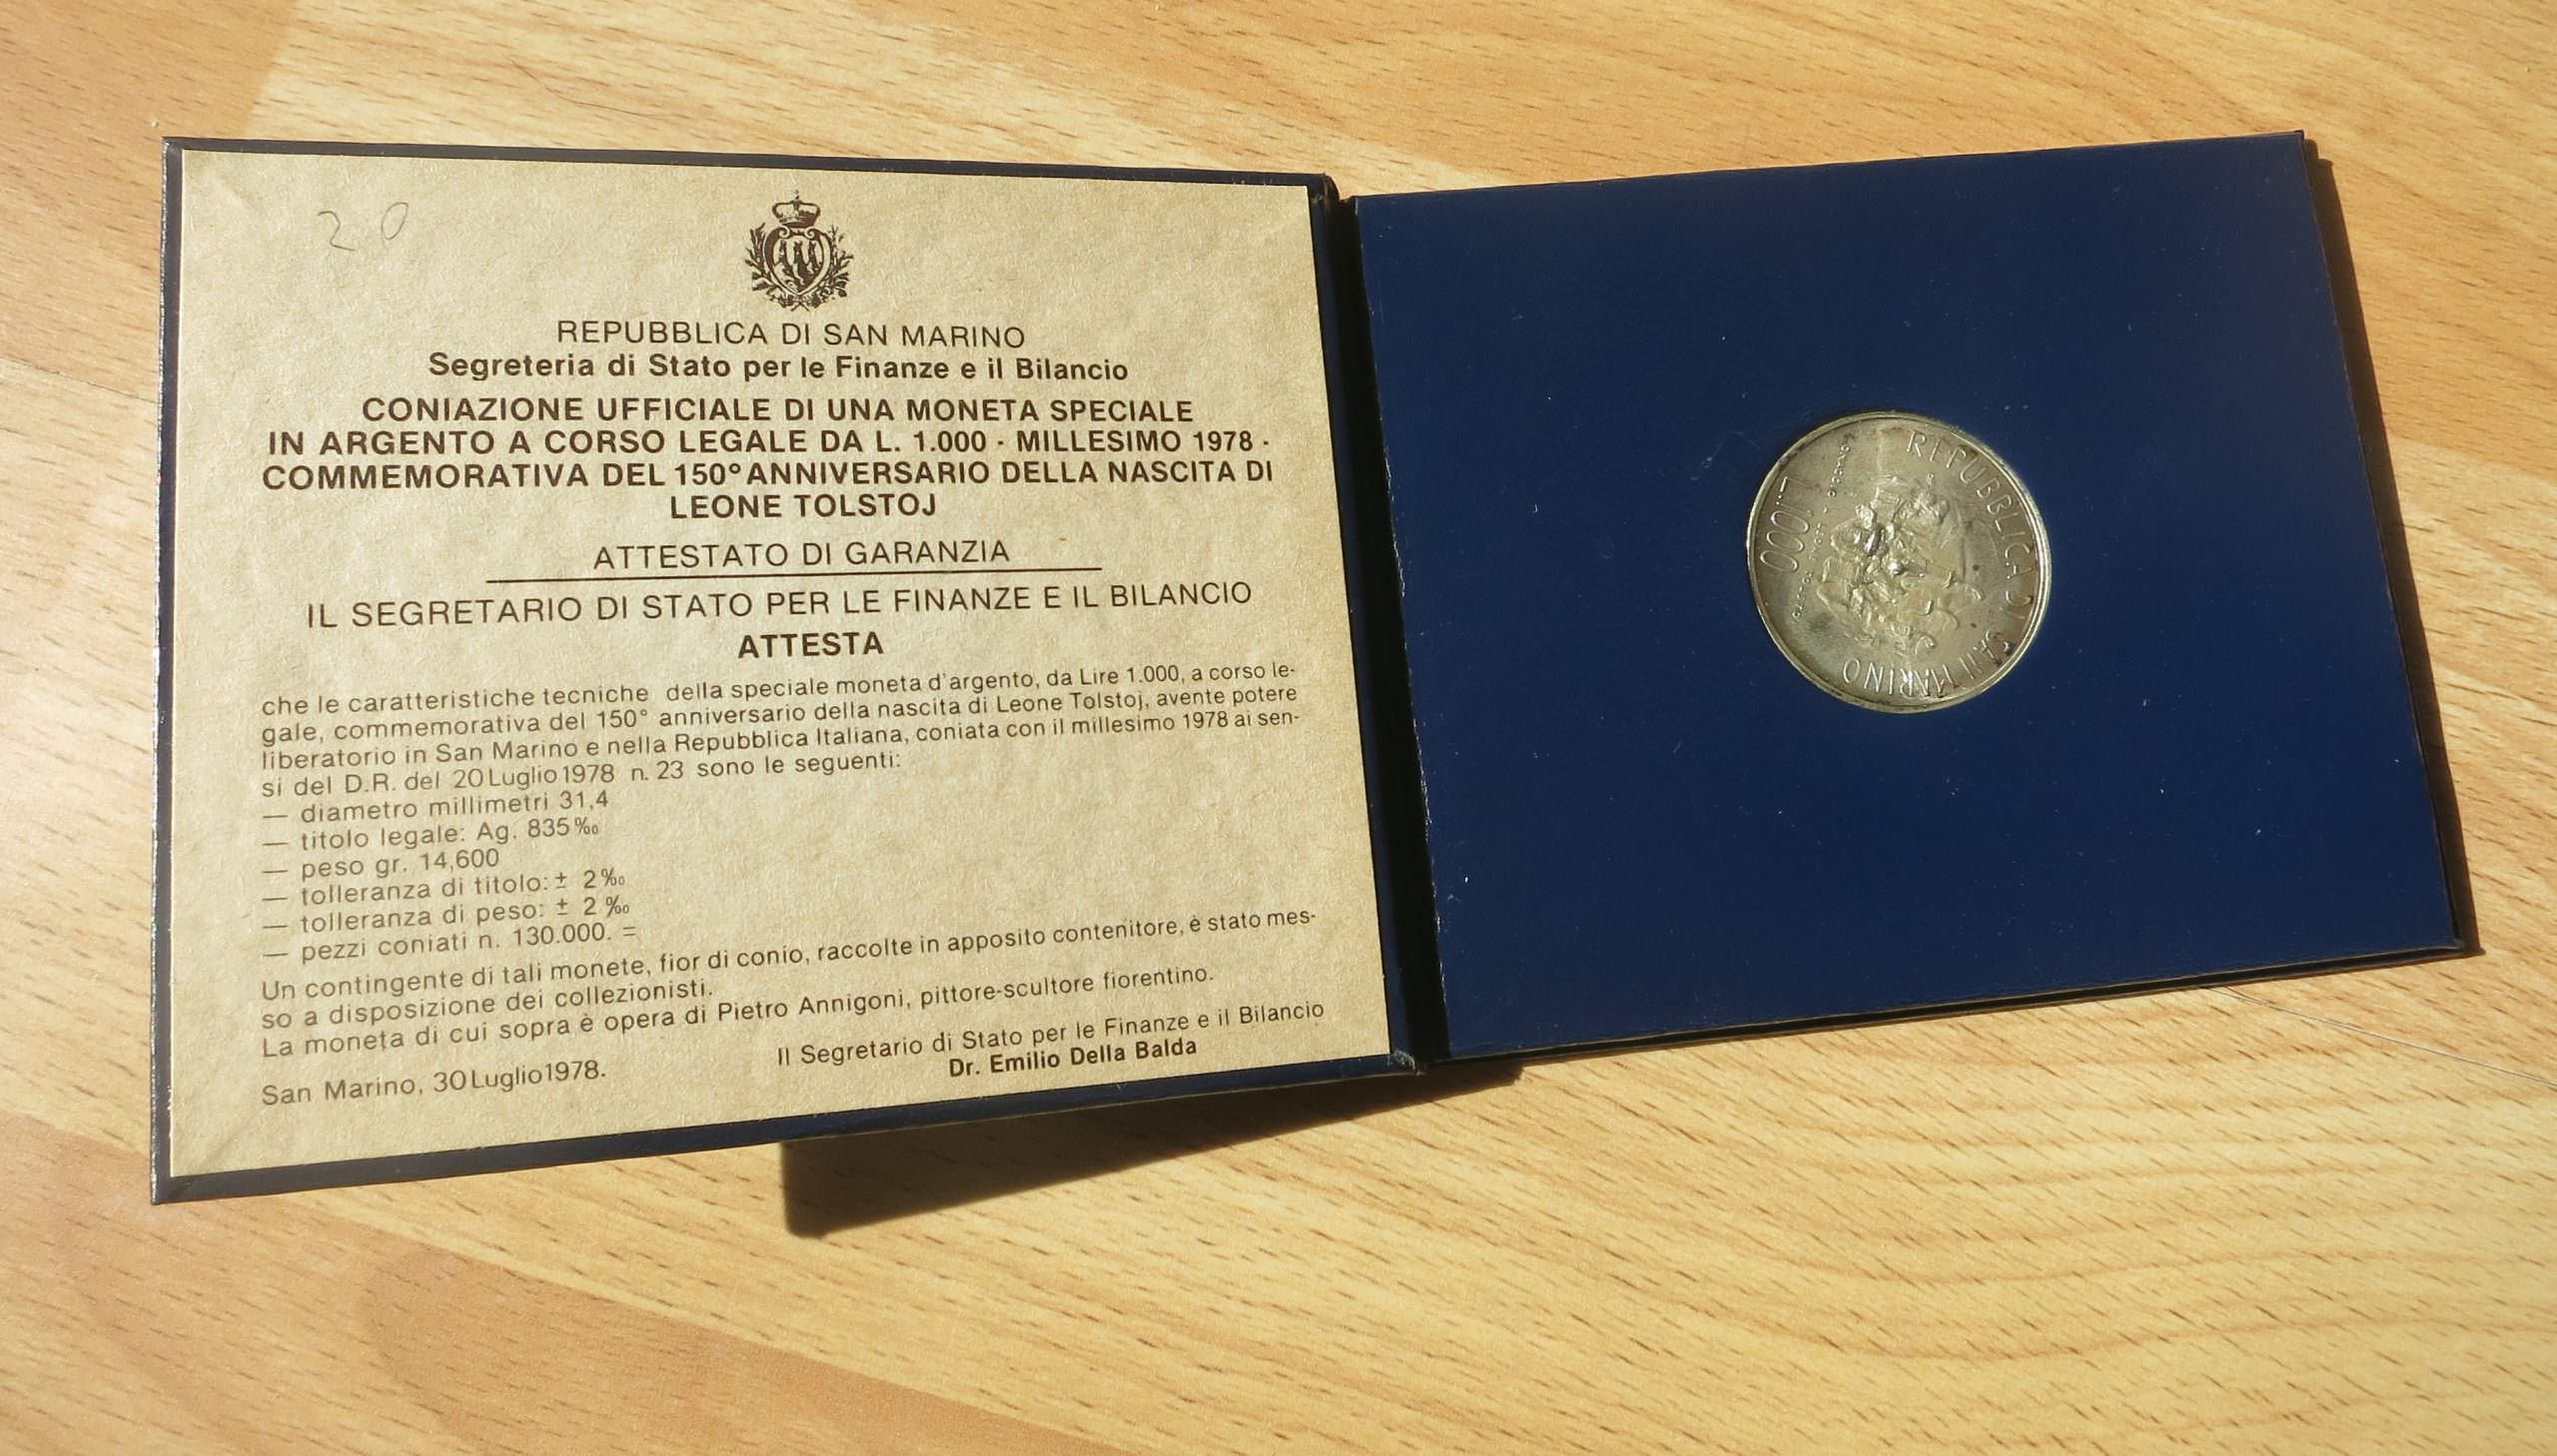 20
REPUBBLICA DI SAN MARINO
Segreteria di Stato per le Finanze e il Bilancio
CONIAZIONE UFFICIALE DI UNA MONETA SPECIALE
IN ARGENTO A CORSO LEGALE DA L. 1.000 - MILLESIMO 1978 -
COMMEMORATIVA DEL 150° ANNIVERSARIO DELLA NASCITA DI
LEONE TOLSTOJ
ATTESTATO DI GARANZIA
IL SEGRETARIO DI STATO PER LE FINANZE E IL BILANCIO
ATTESTA
che le caratteristiche tecniche della speciale moneta d'argento, da Lire 1.000, a corso le-
gale, commemorativa del 150° anniversario della nascita di Leone Tolstoj, avente potere
liberatorio in San Marino e nella Repubblica Italiana, coniata con il millesimo 1978 ai sen-
si del D.R. del 20 Luglio 1978 n. 23 sono le seguenti:
— diametro millimetri 31,4
— titolo legale: Ag. 835‰
— peso gr. 14,600
— tolleranza di titolo: ± 2‰
— tolleranza di peso: ± 2‰
— pezzi coniati n. 130.000. =
Un contingente di tali monete, fior di conio, raccolte in apposito contenitore, è stato mes-
so a disposizione dei collezionisti.
La moneta di cui sopra è opera di Pietro Annigoni, pittore-scultore fiorentino.
Il Segretario di Stato per le Finanze e il Bilancio
Dr. Emilio Della Balda
San Marino, 30 Luglio 1978.
REPUBBLICA DI SAN MARINO
L.1000